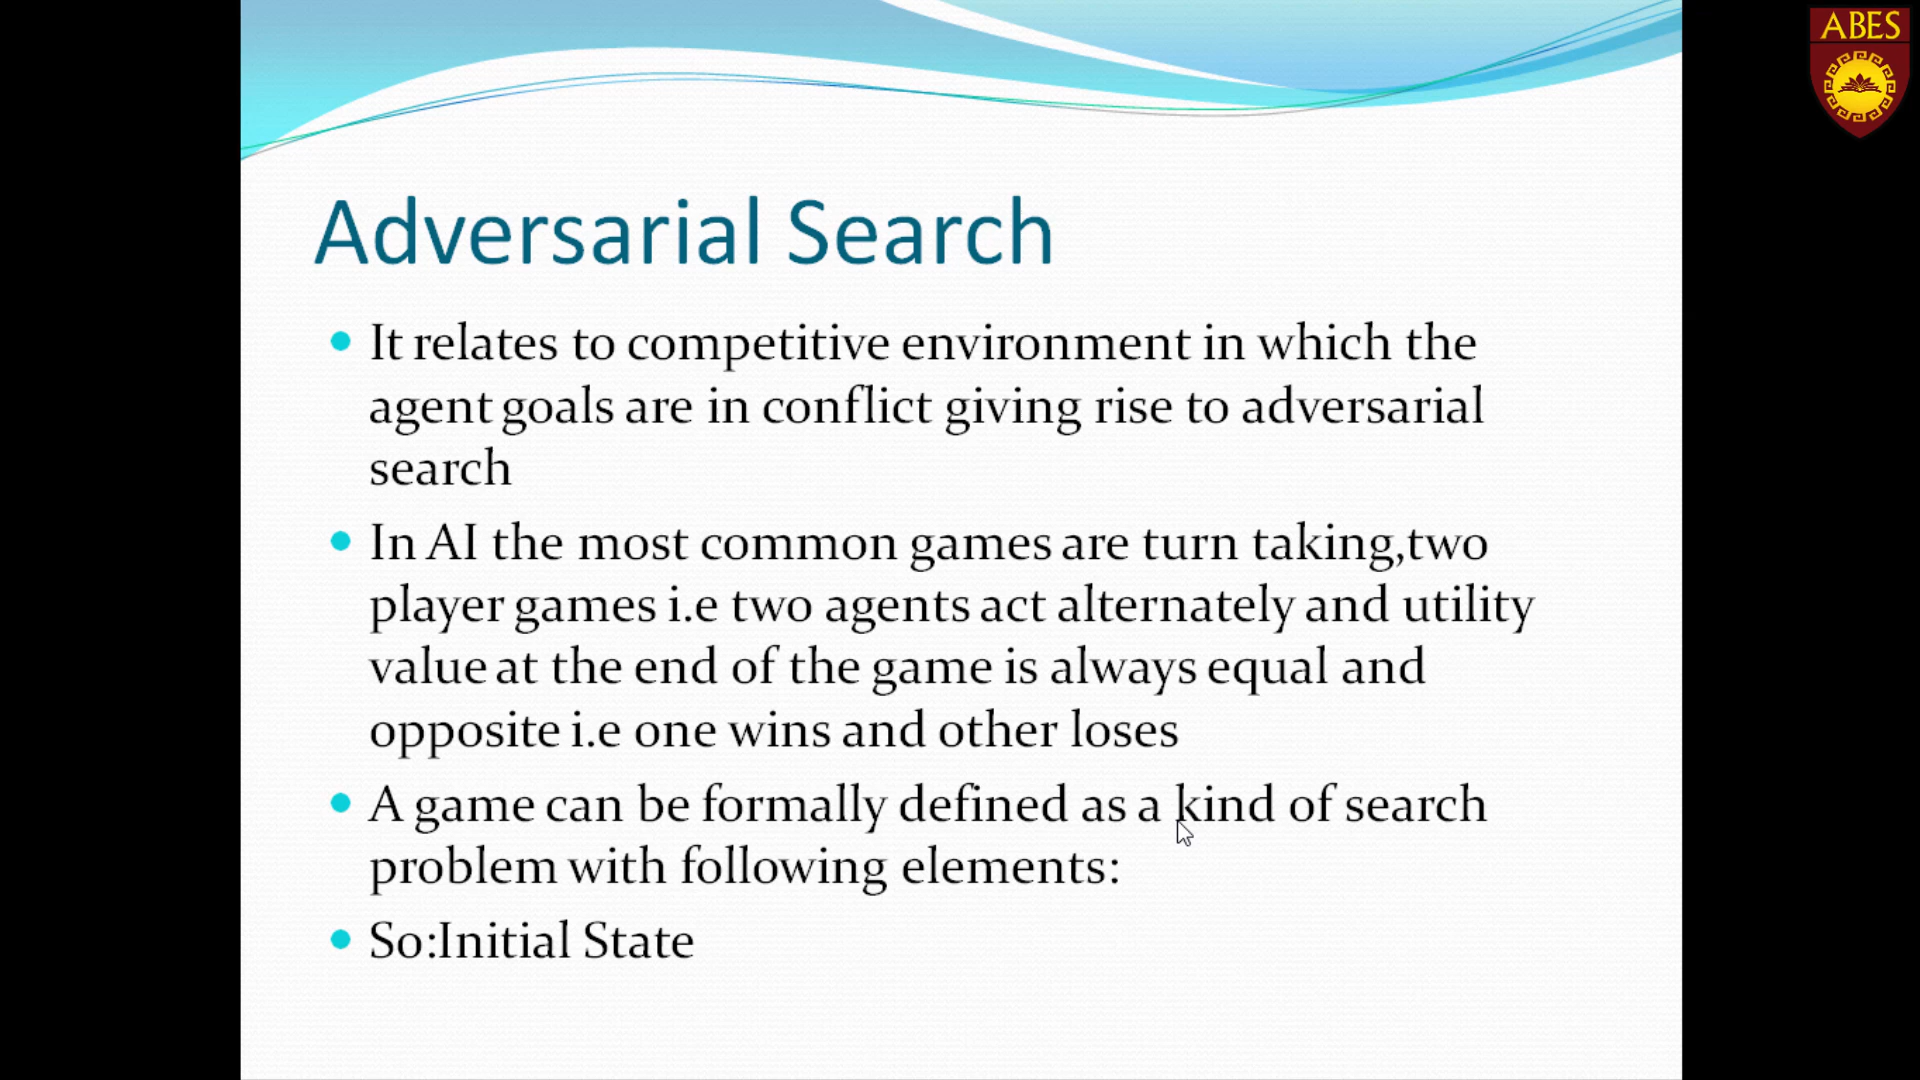 ABES
Adversarial Search
It relates to competitive environment in which the
agent goals are in conflict giving rise to adversarial
search
In AI the most common games are turn taking,two
player games i.e two agents act alternately and utility
value at the end of the game is always equal and
opposite i.e one wins and other loses
A game can be formally defined as a kind of search
problem with following elements:
So:Initial State